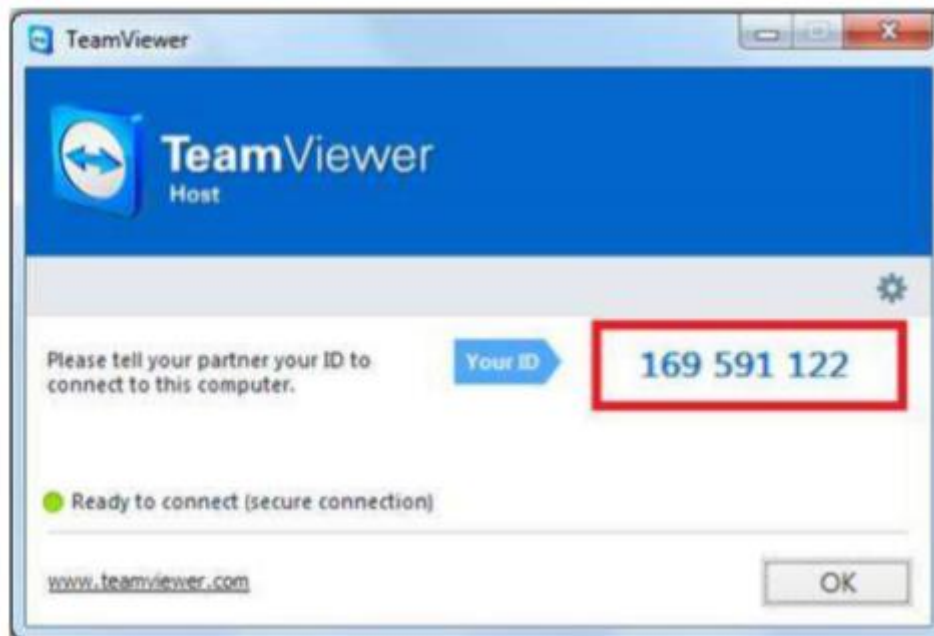 TeamViewer
TeamViewer
Host
Please tell your partner your ID to
connect to this computer.
Your ID
169 591 122
Ready to connect (secure connection)
www.teamviewer.com
OK